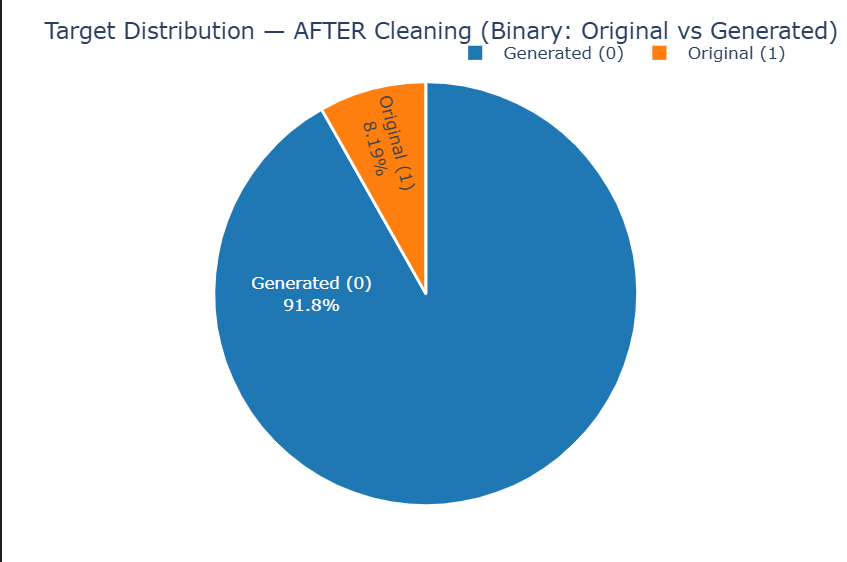 Target Distribution — AFTER Cleaning (Binary: Original vs Generated)
Generated (0)
Original (1)
Original (1)
8.19%
Generated (0)
91.8%